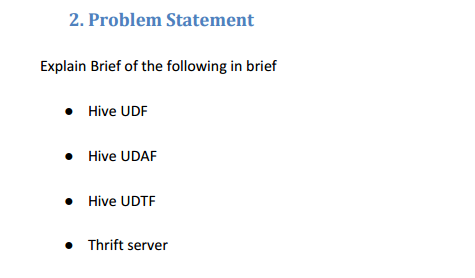 2. Problem Statement
Explain Brief of the following in brief
● Hive UDF
● Hive UDAF
● Hive UDTF
● Thrift server